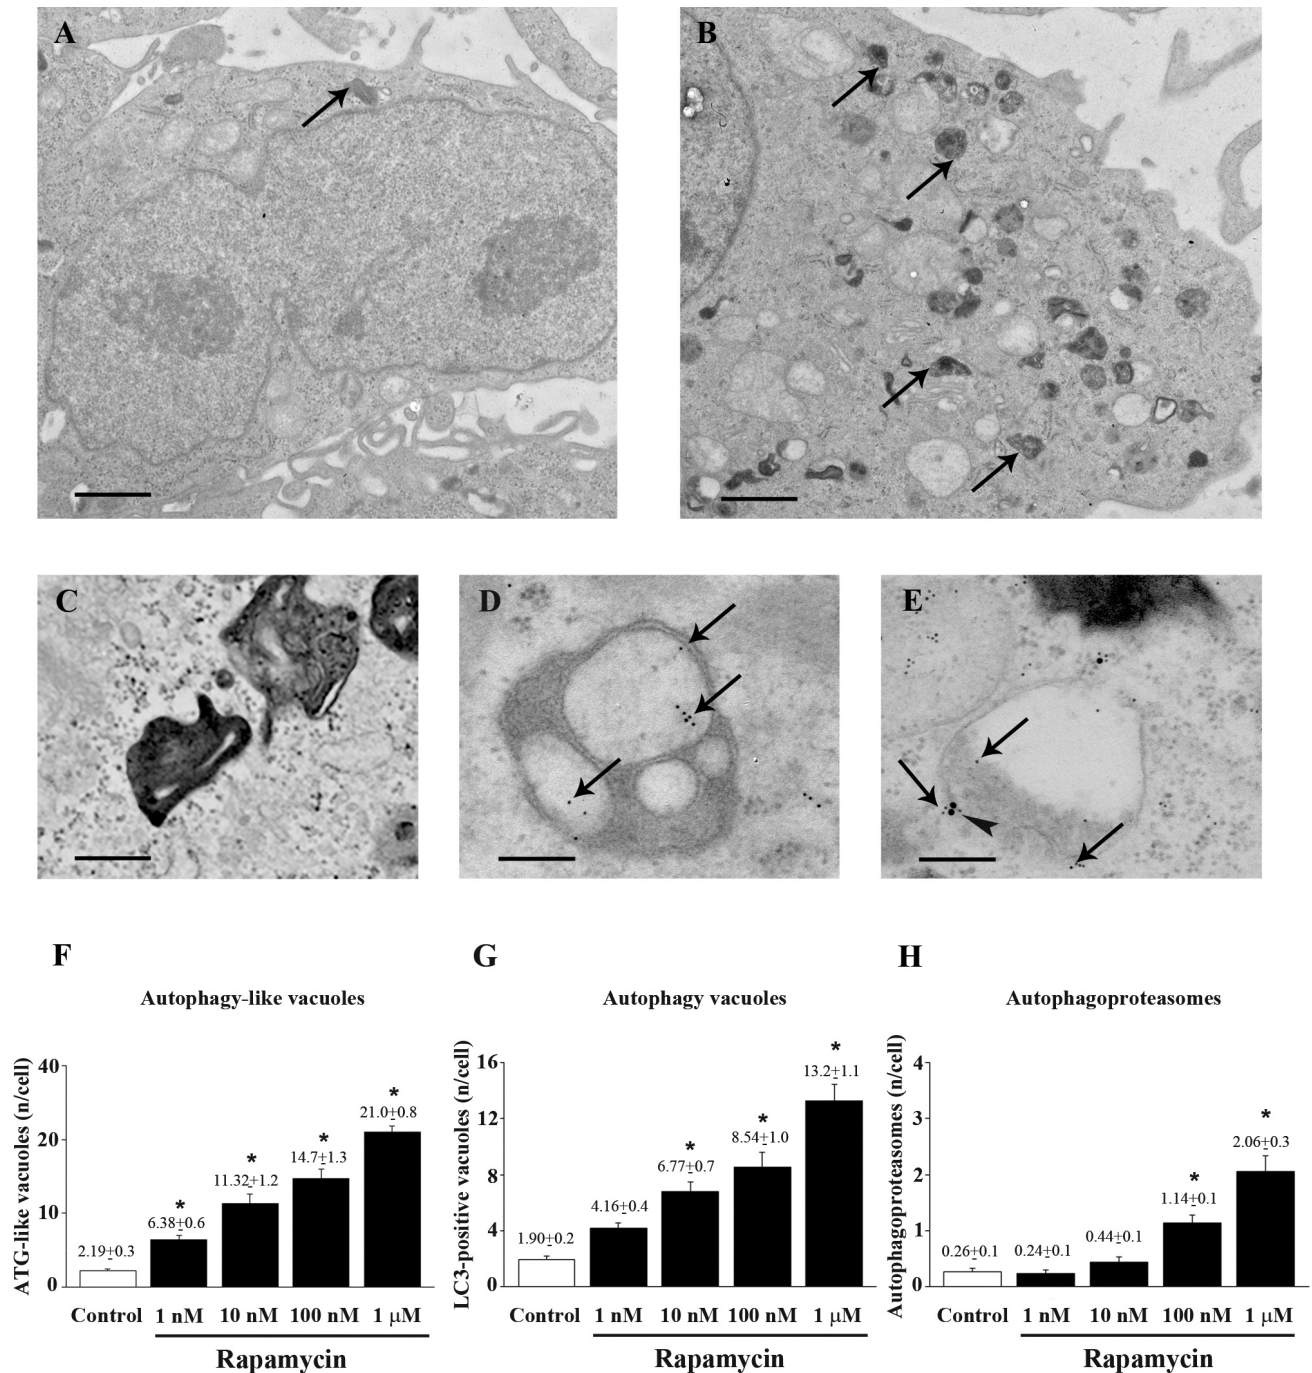 A
B
C
D
E
F
G
H
Autophagy-like vacuoles
Autophagy vacuoles
Autophagoproteasomes
ATG-like vacuoles (n/cell)
40
20
10
0
2.19±0.3
6.38±0.6
11.32±1.2
14.7±1.3
21.0±0.8
*
*
*
*
Control
1 nM
10 nM
100 nM
1 μM
Rapamycin
LC3-positive vacuoles (n/cell)
16
12
8
4
0
1.90±0.2
4.16±0.4
6.77±0.7
8.54±1.0
13.2±1.1
*
*
*
Control
1 nM
10 nM
100 nM
1 μM
Rapamycin
Autophagoproteasomes (n/cell)
4
3
2
1
0
0.26±0.1
0.24±0.1
0.44±0.1
1.14±0.1
2.06±0.3
*
*
Control
1 nM
10 nM
100 nM
1 μM
Rapamycin